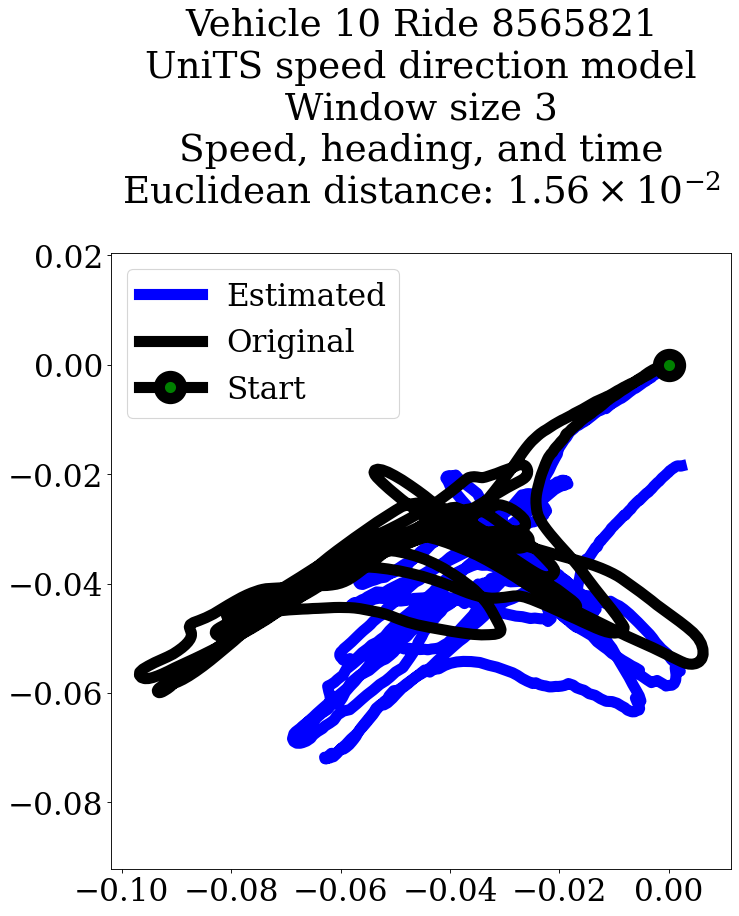 Vehicle 10 Ride 8565821
UniTS speed direction model
Window size 3
Speed, heading, and time
Euclidean distance: 1.56 × 10⁻²
0.02
0.00
−0.02
−0.04
−0.06
−0.08
Estimated
Original
Start
−0.10 −0.08 −0.06 −0.04 −0.02 0.00